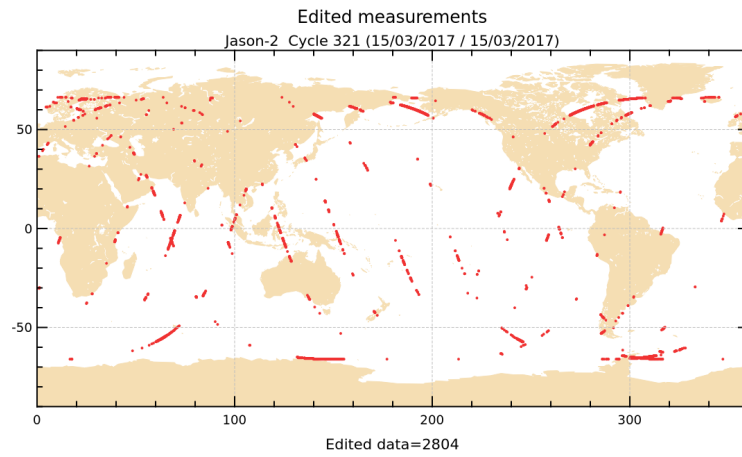 Edited measurements
Jason-2 Cycle 321 (15/03/2017 / 15/03/2017)
50
0
-50
0 100 200 300
Edited data=2804